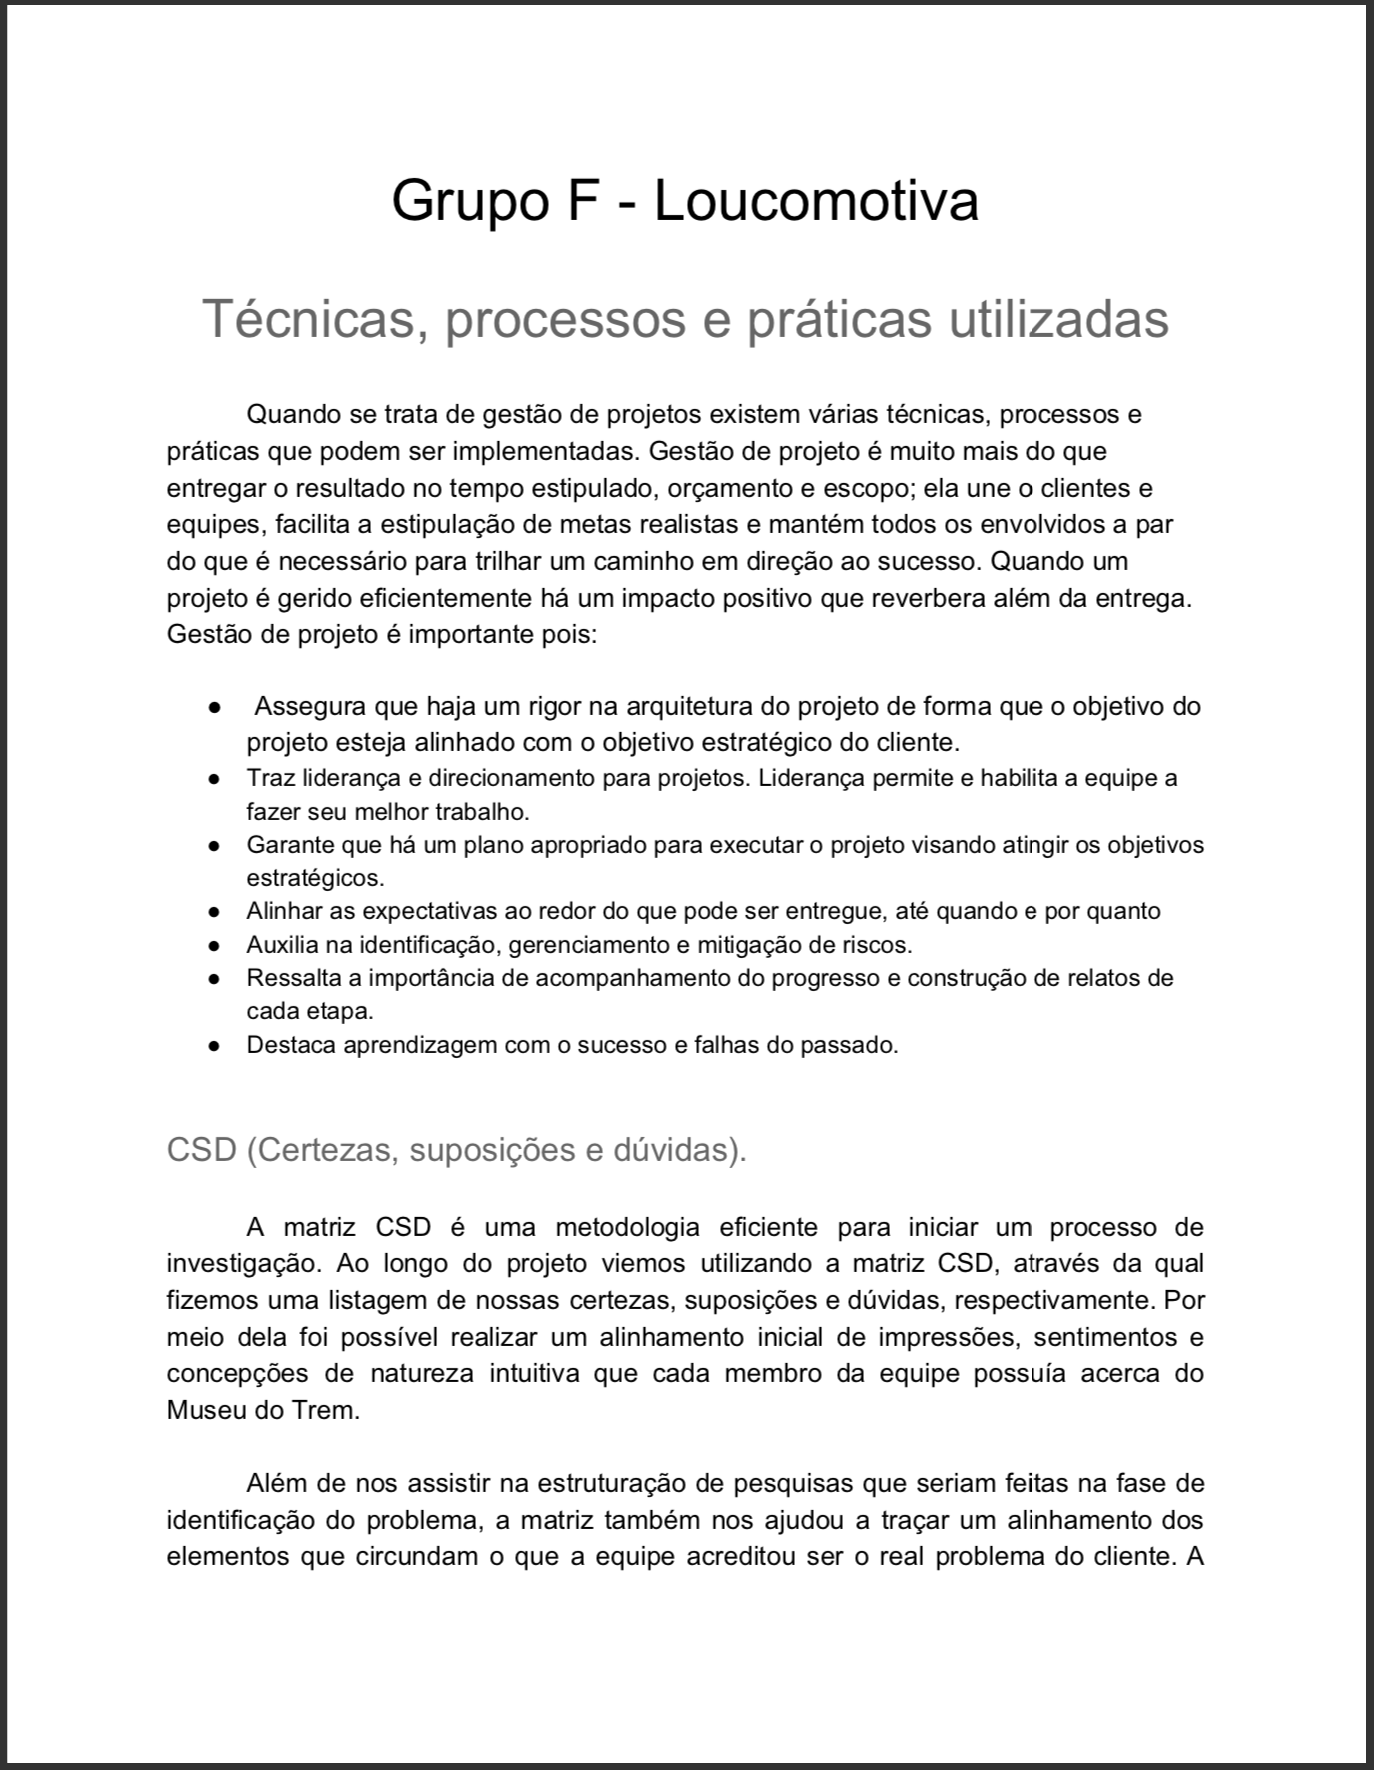 Grupo F - Loucomotiva
Técnicas, processos e práticas utilizadas
Quando se trata de gestão de projetos existem várias técnicas, processos e
práticas que podem ser implementadas. Gestão de projeto é muito mais do que
entregar o resultado no tempo estipulado, orçamento e escopo; ela une o clientes e
equipes, facilita a estipulação de metas realistas e mantém todos os envolvidos a par
do que é necessário para trilhar um caminho em direção ao sucesso. Quando um
projeto é gerido eficientemente há um impacto positivo que reverbera além da entrega.
Gestão de projeto é importante pois:
● Assegura que haja um rigor na arquitetura do projeto de forma que o objetivo do
projeto esteja alinhado com o objetivo estratégico do cliente.
● Traz liderança e direcionamento para projetos. Liderança permite e habilita a equipe a
fazer seu melhor trabalho.
● Garante que há um plano apropriado para executar o projeto visando atingir os objetivos
estratégicos.
● Alinhar as expectativas ao redor do que pode ser entregue, até quando e por quanto
● Auxilia na identificação, gerenciamento e mitigação de riscos.
● Ressalta a importância de acompanhamento do progresso e construção de relatos de
cada etapa.
● Destaca aprendizagem com o sucesso e falhas do passado.
CSD (Certezas, suposições e dúvidas).
A matriz CSD é uma metodologia eficiente para iniciar um processo de
investigação. Ao longo do projeto viemos utilizando a matriz CSD, através da qual
fizemos uma listagem de nossas certezas, suposições e dúvidas, respectivamente. Por
meio dela foi possível realizar um alinhamento inicial de impressões, sentimentos e
concepções de natureza intuitiva que cada membro da equipe possuía acerca do
Museu do Trem.
Além de nos assistir na estruturação de pesquisas que seriam feitas na fase de
identificação do problema, a matriz também nos ajudou a traçar um alinhamento dos
elementos que circundam o que a equipe acreditou ser o real problema do cliente. A